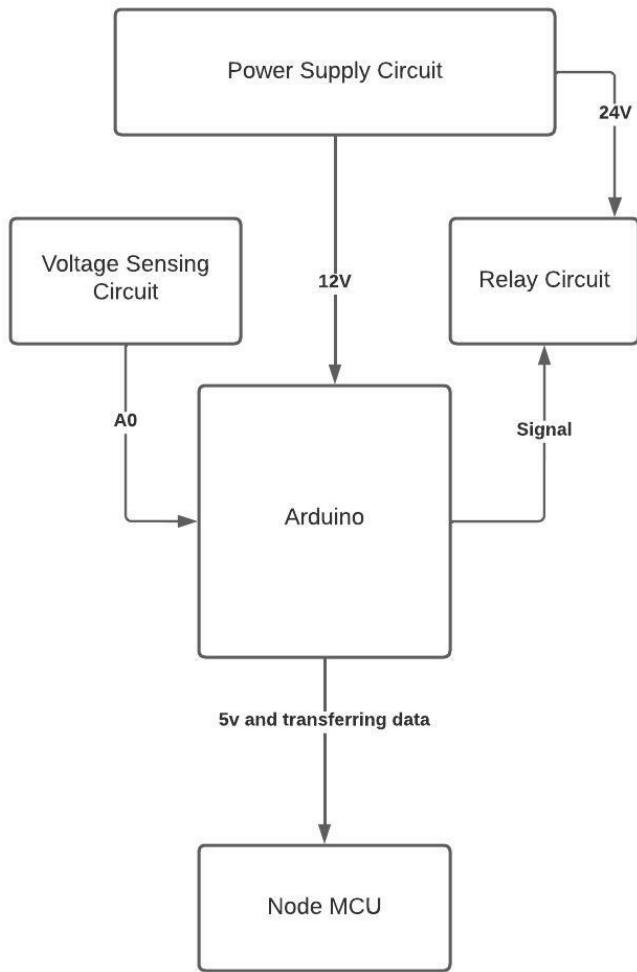 Power Supply Circuit
24V
Voltage Sensing
Circuit
12V
Relay Circuit
A0
Signal
Arduino
5v and transferring data
Node MCU